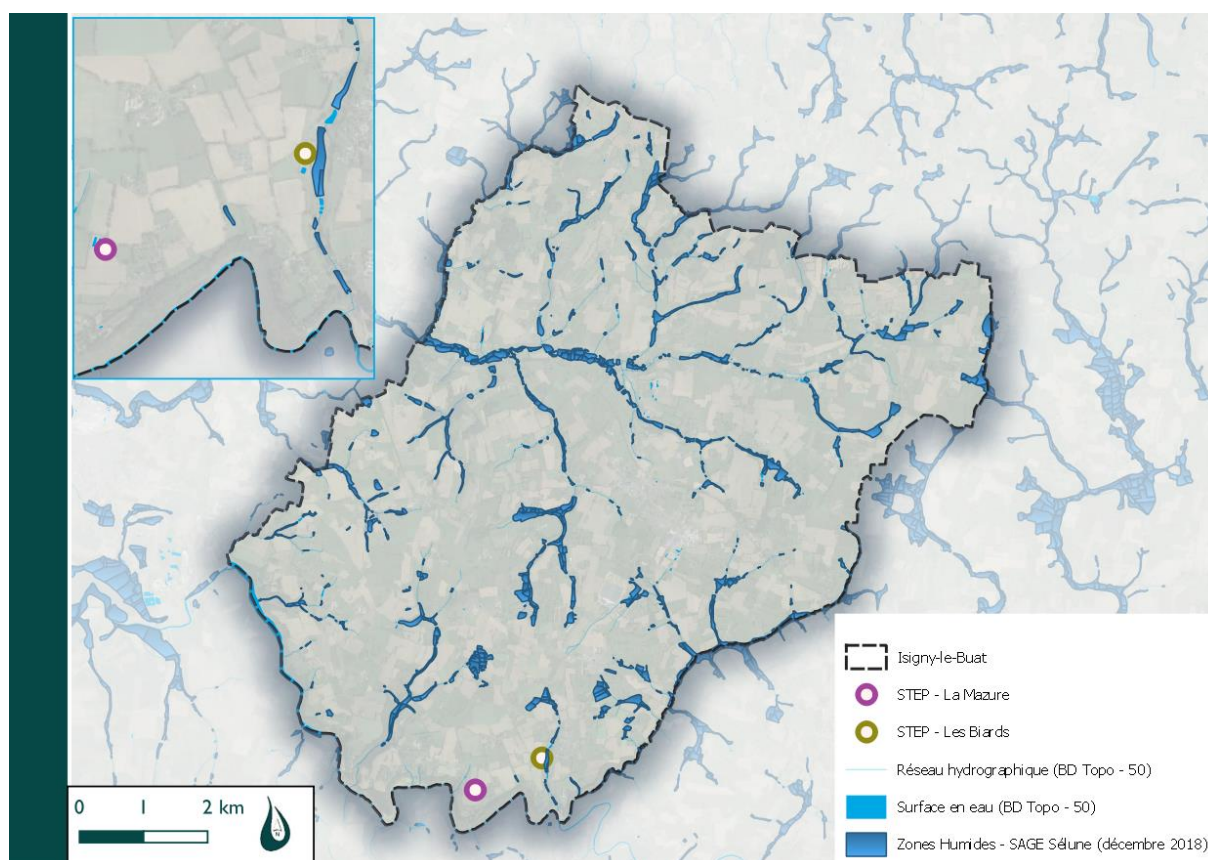 Isigny-le-Buat
STEP - La Mazure
STEP - Les Biards
Réseau hydrographique (BD Topo - 50)
Surface en eau (BD Topo - 50)
Zones Humides - SAGE Sélune (décembre 2018)
0 1 2 km
N